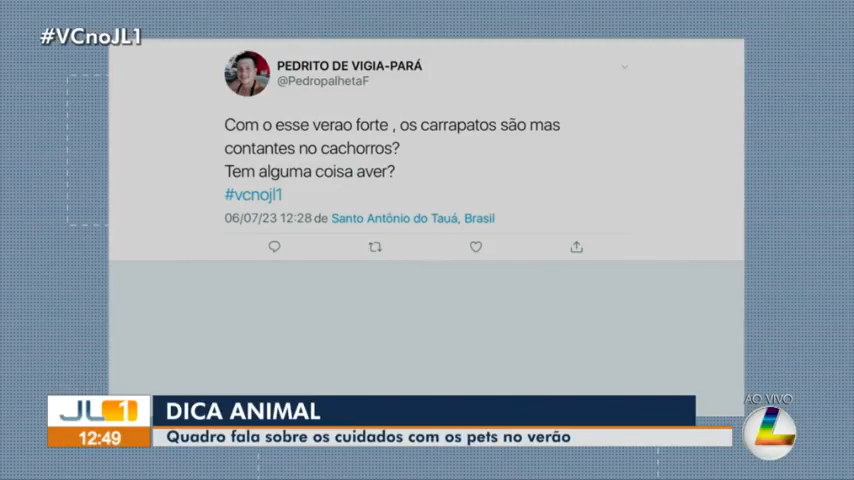 #VCnoJL1
PEDRITO DE VIGIA-PARÁ
@PedropalhetaF
Com o esse verao forte , os carrapatos são mas
contantes no cachorros?
Tem alguma coisa aver?
#vcnojl1
06/07/23 12:28 de Santo Antônio do Tauá, Brasil
AO VIVO
JL1
DICA ANIMAL
12:49
Quadro fala sobre os cuidados com os pets no verão